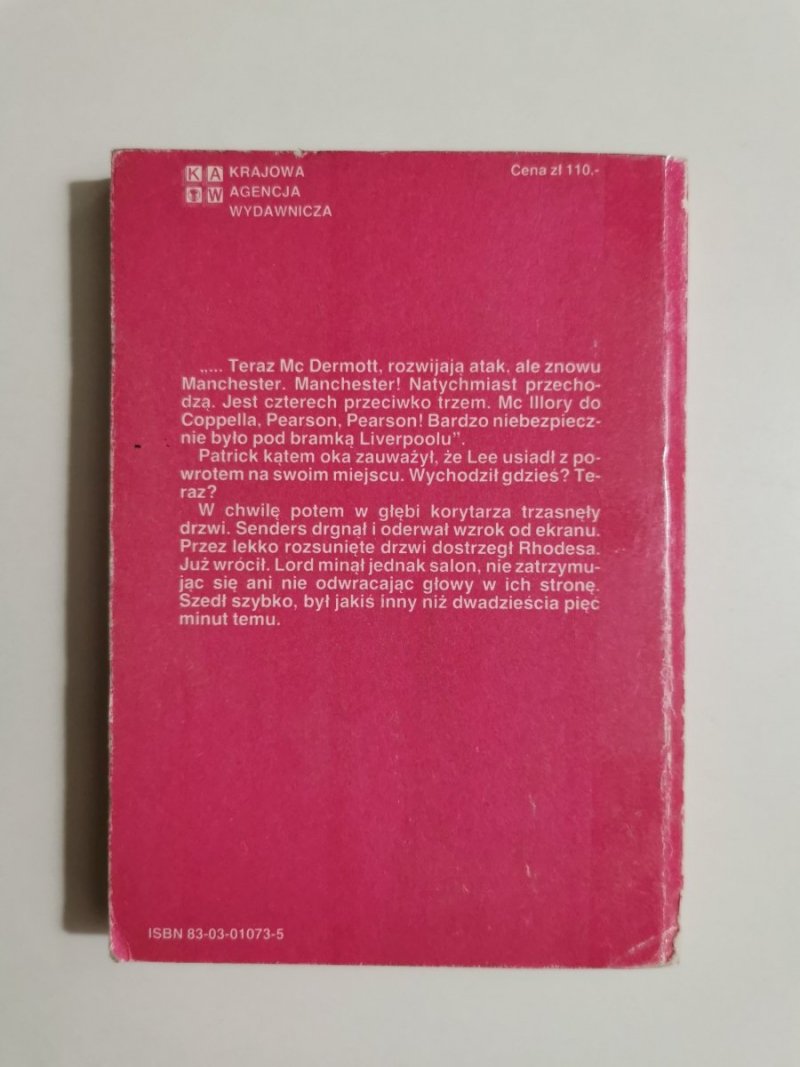 K A KRAJOWA
W AGENCJA
WYDAWNICZA
Cena zł 110,-
„... Teraz Mc Dermott, rozwijają atak, ale znowu
Manchester. Manchester! Natychmiast przecho-
dzą. Jest czterech przeciwko trzem. Mc Illory do
Coppella, Pearson, Pearson! Bardzo niebezpiecz-
nie było pod bramką Liverpoolu”.
Patrick kątem oka zauważył, że Lee usiadł z po-
wrotem na swoim miejscu. Wychodził gdzieś? Te-
raz?
W chwilę potem w głębi korytarza trzasnęły
drzwi. Senders drgnął i oderwał wzrok od ekranu.
Przez lekko rozsunięte drzwi dostrzegł Rhodesa.
Już wrócił. Lord minął jednak salon, nie zatrzymu-
jąc się ani nie odwracając głowy w ich stronę.
Szedł szybko, był jakiś inny niż dwadzieścia pięć
minut temu.
ISBN 83-03-01073-5